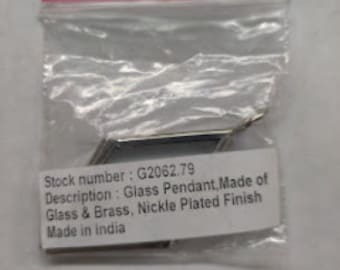 Stock number : G2062.79
Description : Glass Pendant,Made of
Glass & Brass, Nickle Plated Finish
Made in india